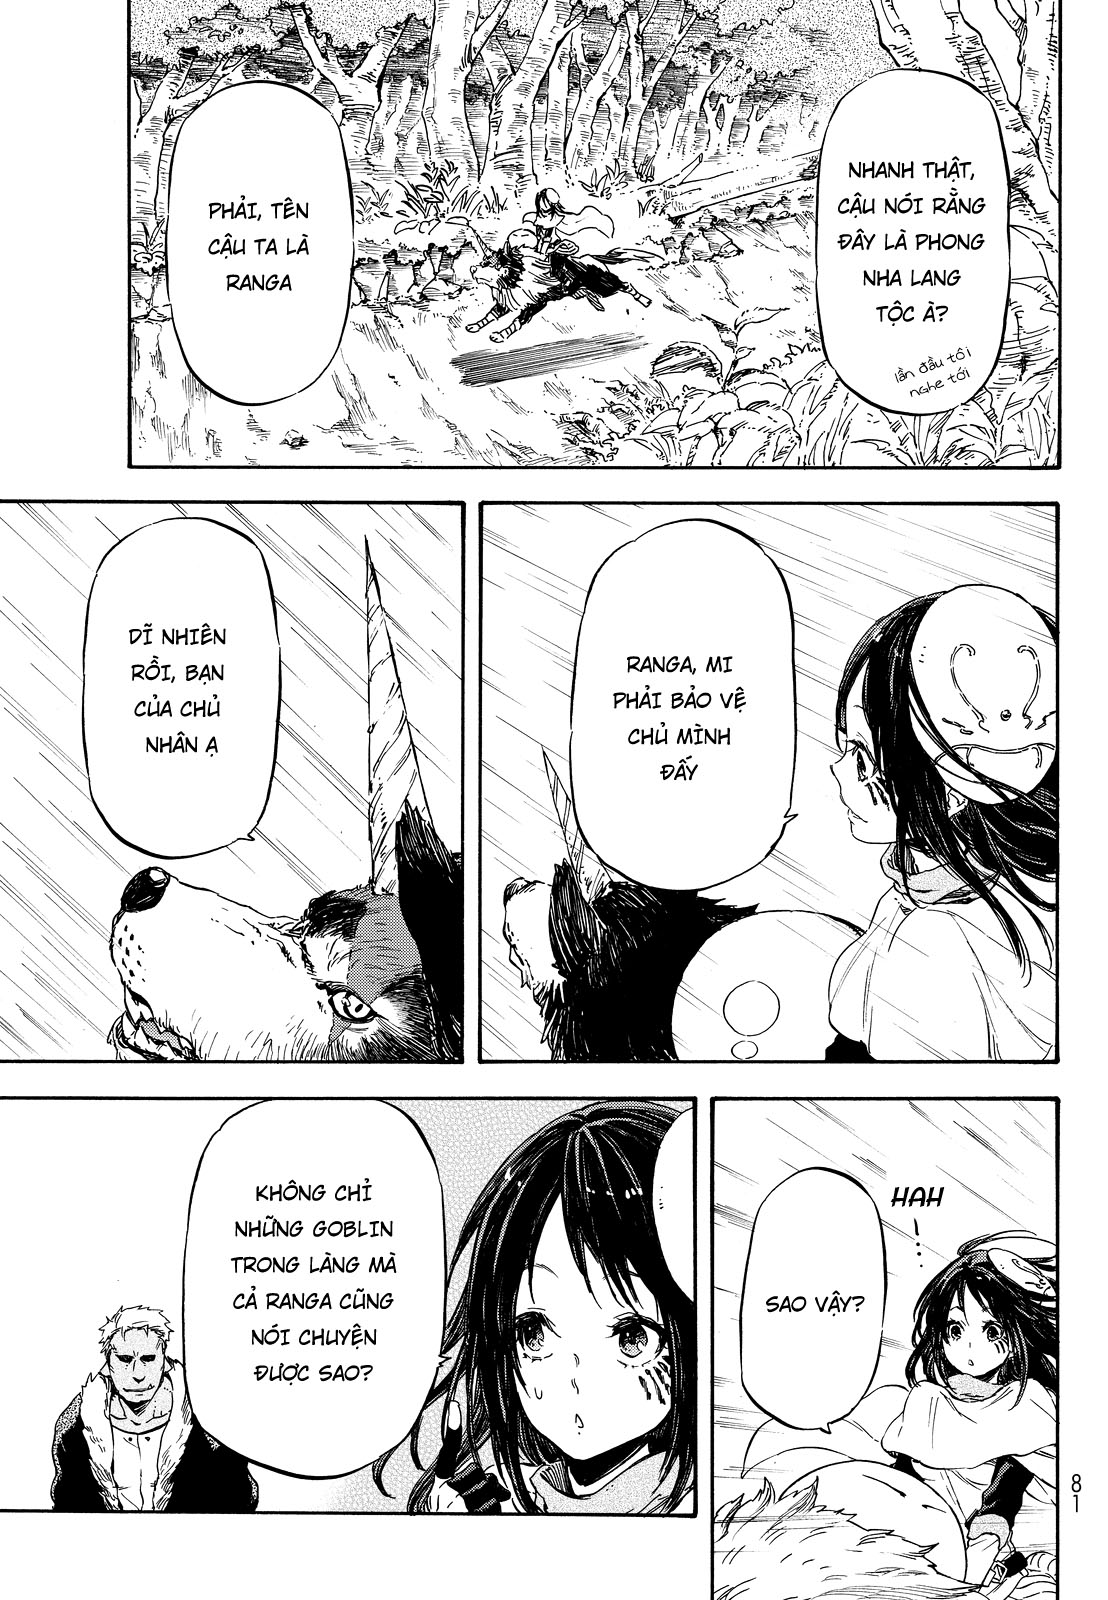 NHANH THẬT,
CẬU NÓI RẰNG
ĐÂY LÀ PHONG
NHA LANG
TỘC À?
lần đầu tôi
nghe tới
PHẢI, TÊN
CẬU TA LÀ
RANGA
RANGA, MI
PHẢI BẢO VỆ
CHỦ MÌNH
ĐẤY
DĨ NHIÊN
RỒI, BẠN
CỦA CHỦ
NHÂN Ạ
HAH
......
SAO VẬY?
KHÔNG CHỈ
NHỮNG GOBLIN
TRONG LÀNG MÀ
CẢ RANGA CŨNG
NÓI CHUYỆN
ĐƯỢC SAO?
81